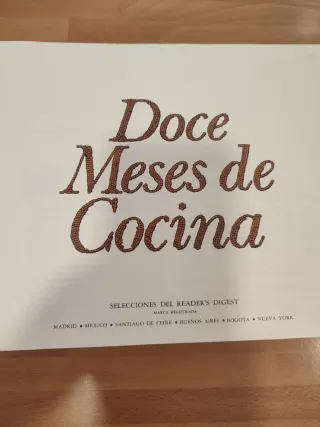 Doce
Meses de
Cocina
SELECCIONES DEL READER'S DIGEST
MARCA REGISTRADA
MADRID • MEXICO • SANTIAGO DE CHILE • BUENOS AIRES • BOGOTA • NUEVA YORK